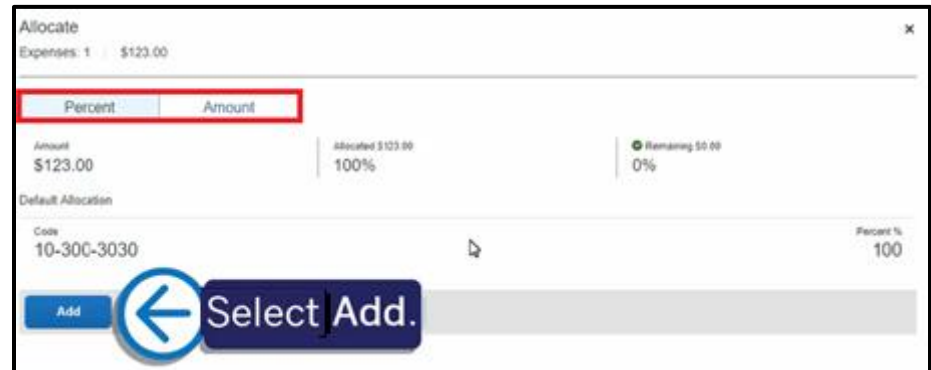 Allocate
×
Expenses: 1 | $123.00
Percent Amount
Amount Allocated $123.00 Remaining $0.00
$123.00 100% 0%
Default Allocation
Code Percent %
10-300-3030 100
Add Select Add.